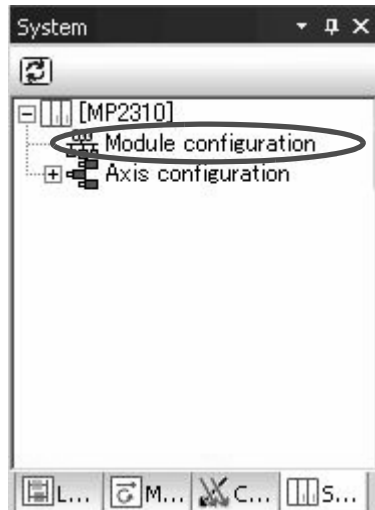 System
[MP2310]
Module configuration
Axis configuration
L... M... C... S...